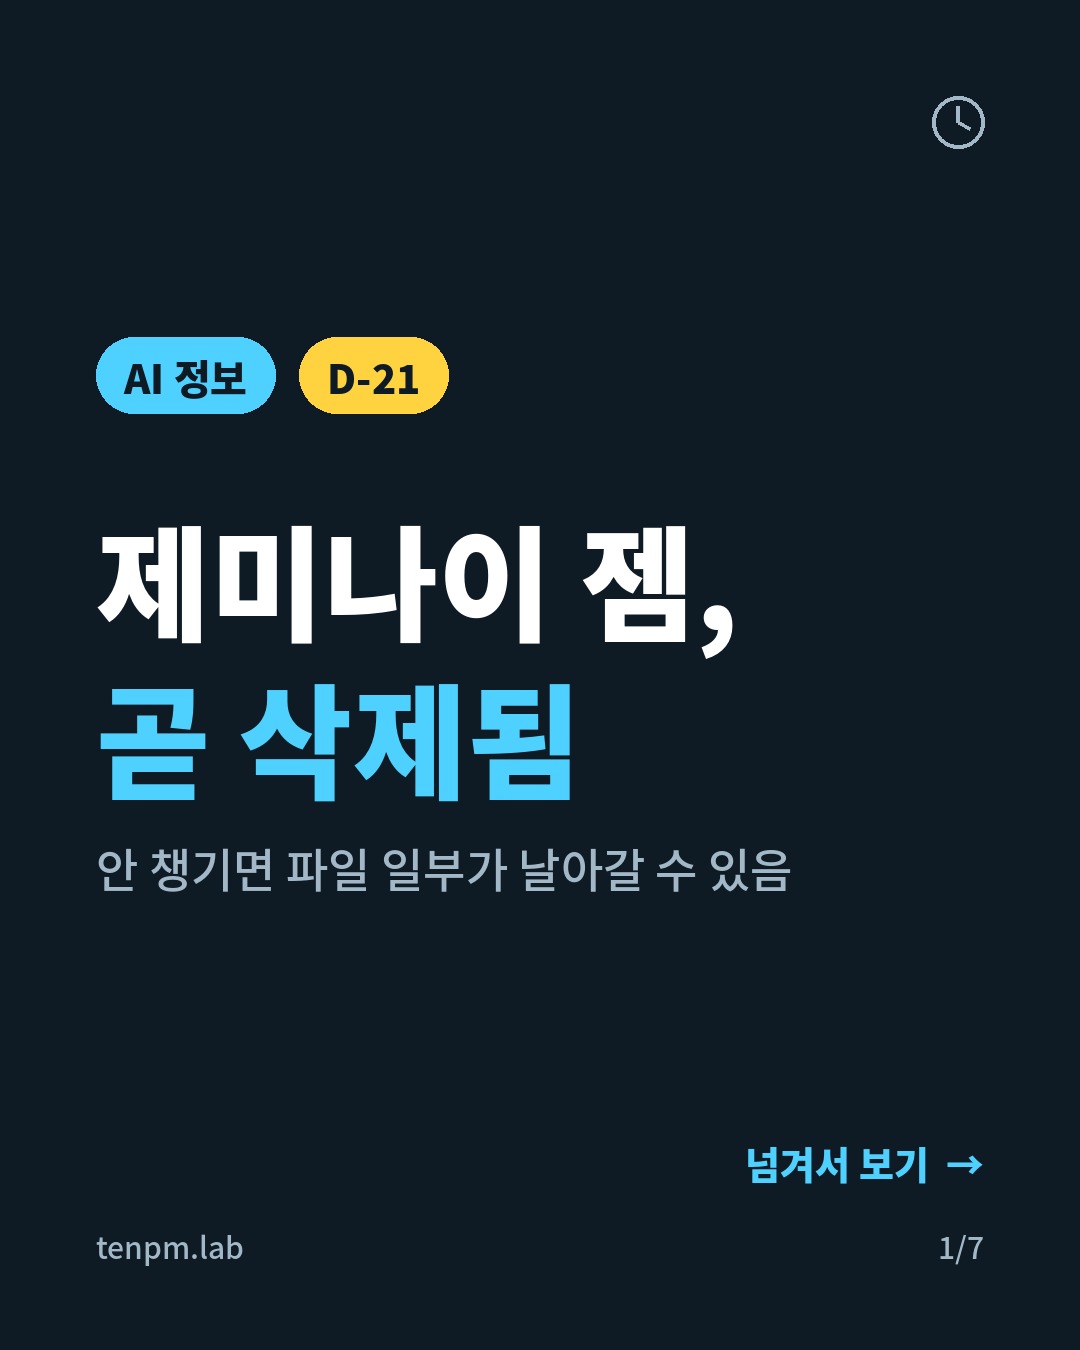 AI 정보 D-21
제미나이 젬,
곧 삭제됨
안 챙기면 파일 일부가 날아갈 수 있음
넘겨서 보기 →
tenpm.lab 1/7